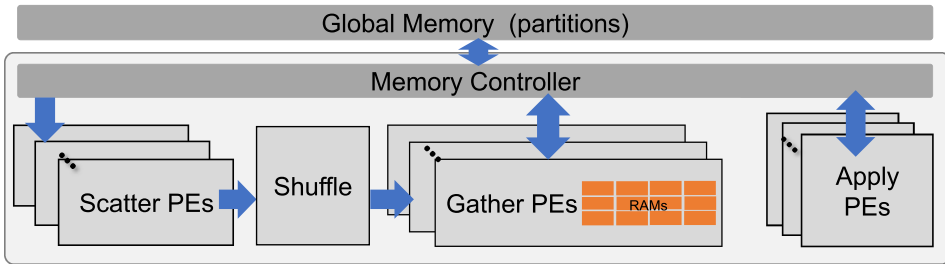 Global Memory (partitions)
Memory Controller
Scatter PEs
Shuffle
Gather PEs
RAMs
Apply
PEs